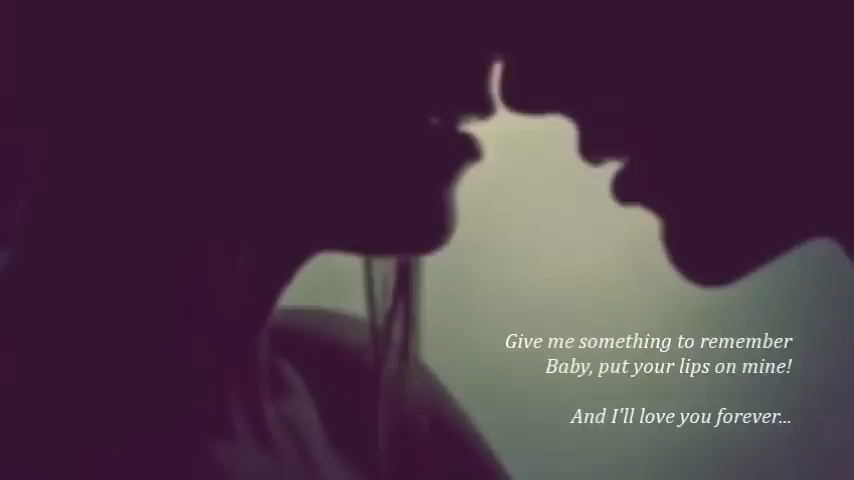 Give me something to remember
Baby, put your lips on mine!
And I'll love you forever...